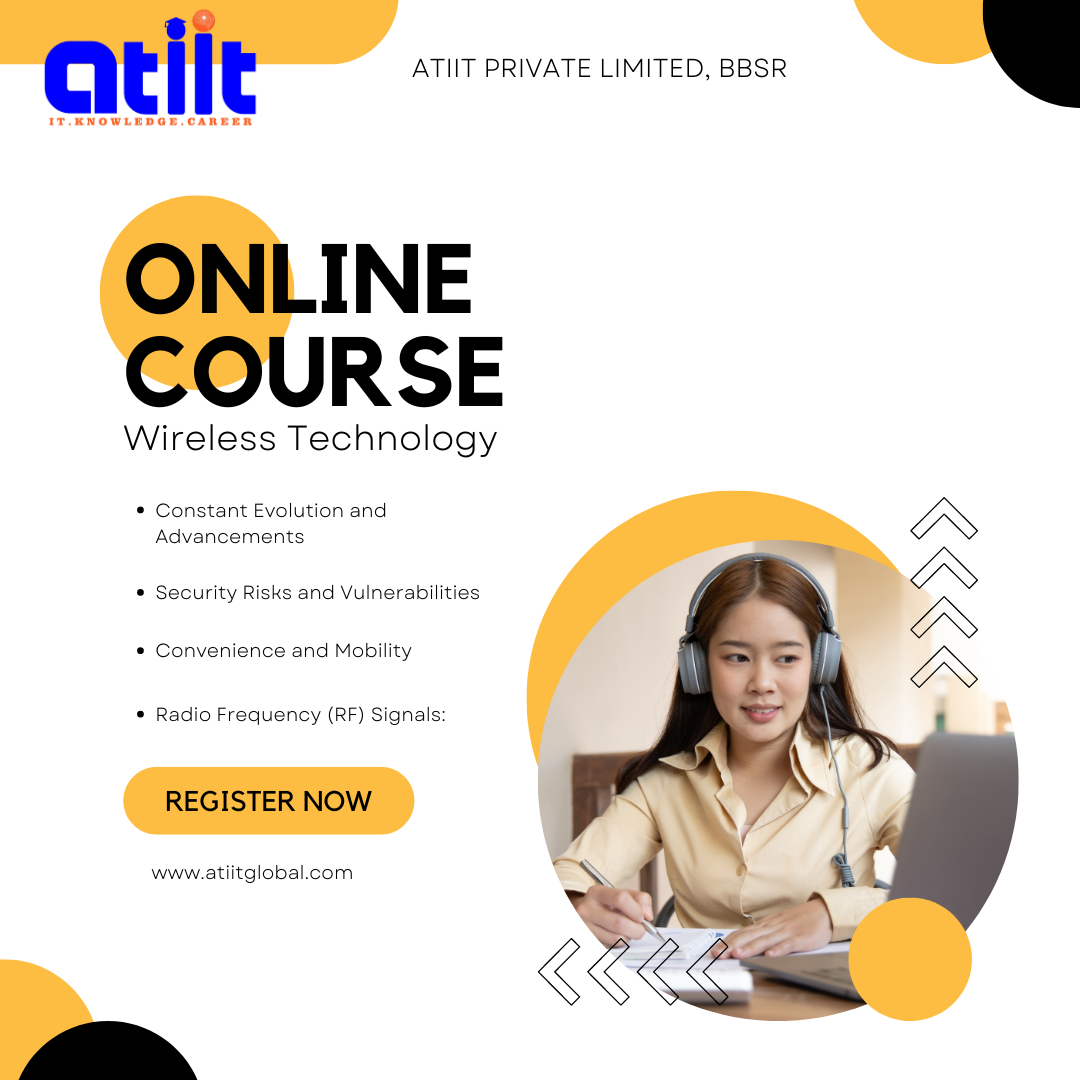 atiit
IT.KNOWLEDGE.CAREER
ATIIT PRIVATE LIMITED, BBSR
ONLINE
COURSE
Wireless Technology
• Constant Evolution and
Advancements
• Security Risks and Vulnerabilities
• Convenience and Mobility
• Radio Frequency (RF) Signals:
REGISTER NOW
www.atiitglobal.com